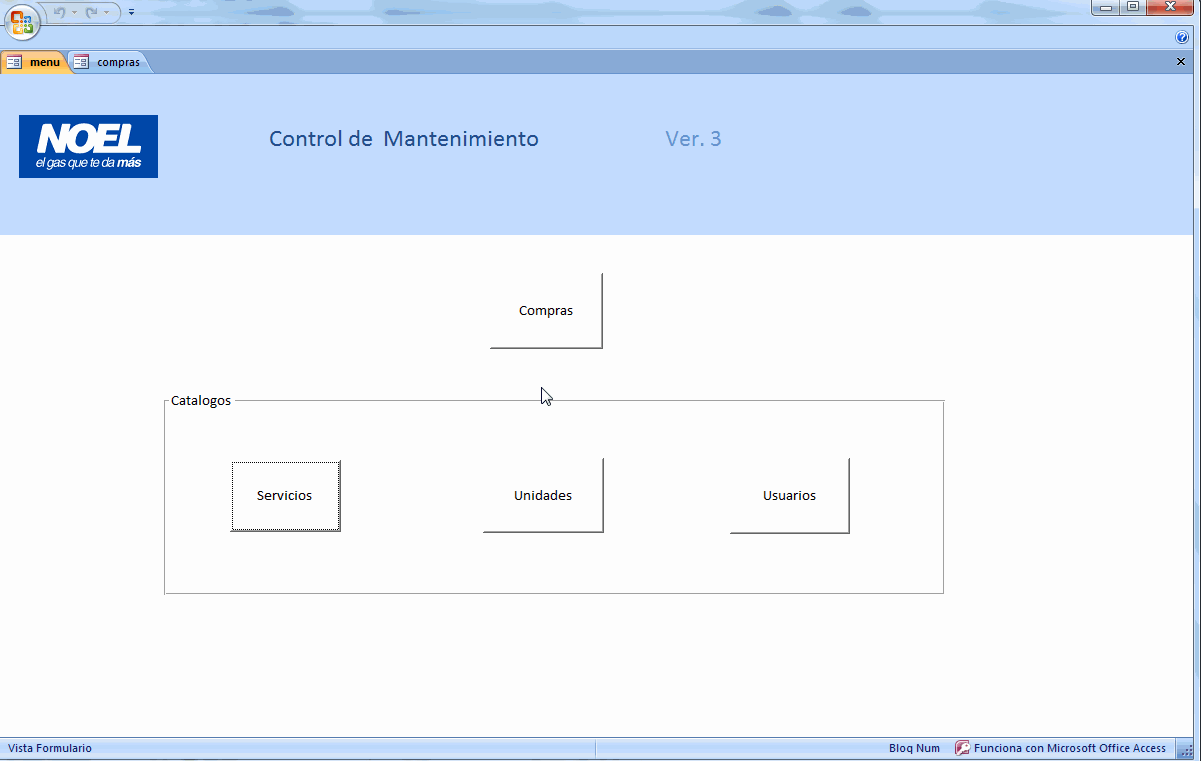 menu
compras
NOEL
el gas que te da más
Control de Mantenimiento
Ver. 3
Compras
Catalogos
Servicios
Unidades
Usuarios
Vista Formulario
Bloq Num
Funciona con Microsoft Office Access